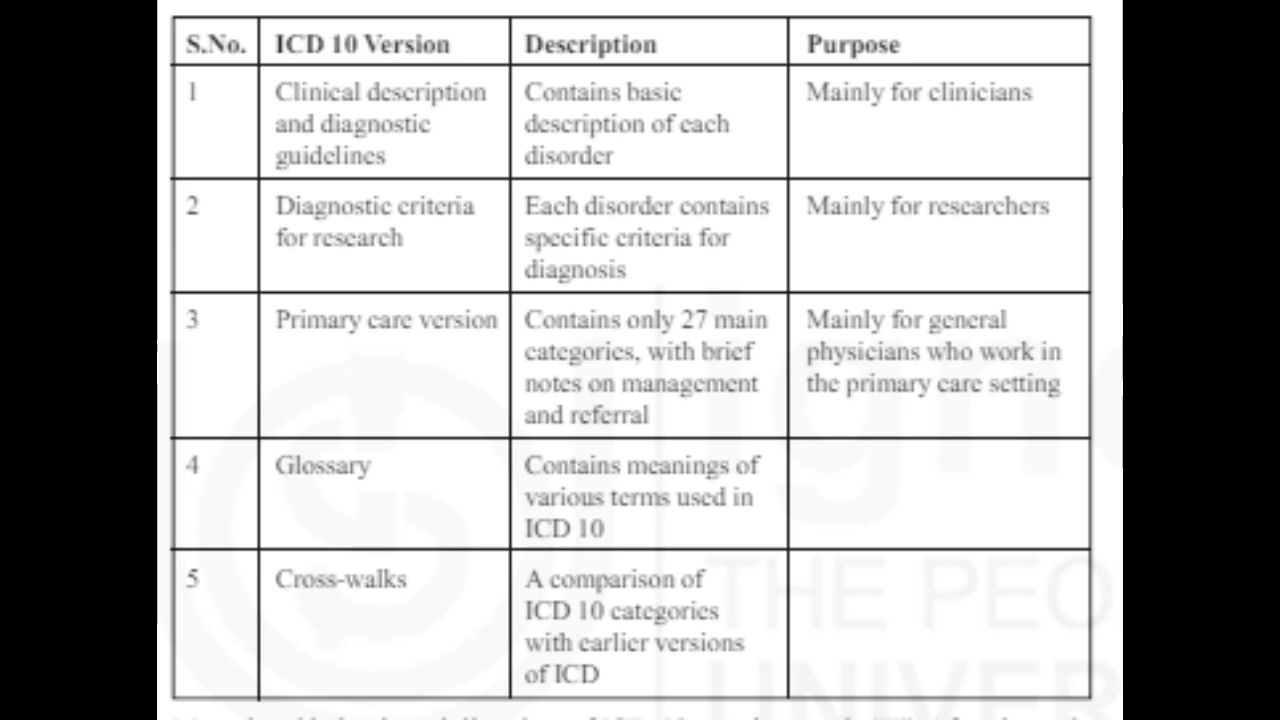 S.No. ICD 10 Version Description Purpose
1 Clinical description Contains basic Mainly for clinicians
and diagnostic description of each
guidelines disorder
2 Diagnostic criteria Each disorder contains Mainly for researchers
for research specific criteria for
diagnosis
3 Primary care version Contains only 27 main Mainly for general
categories, with brief physicians who work in
notes on management the primary care setting
and referral
4 Glossary Contains meanings of
various terms used in
ICD 10
5 Cross-walks A comparison of
ICD 10 categories
with earlier versions
of ICD
THE PEO
UNIVER